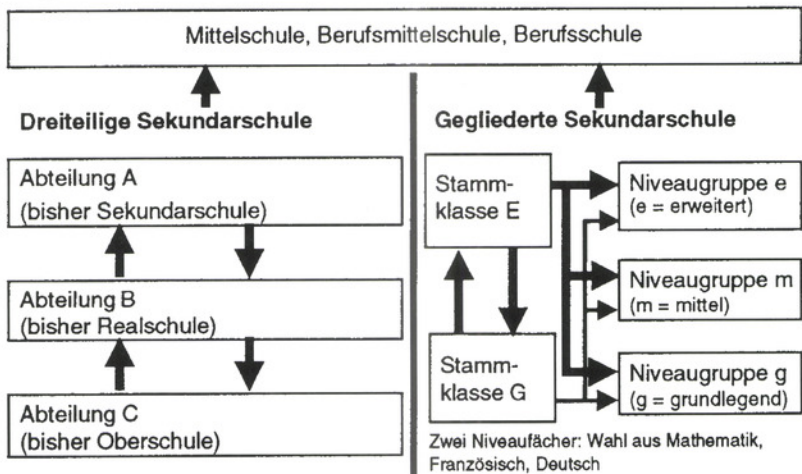 Mittelschule, Berufsmittelschule, Berufsschule
Dreiteilige Sekundarschule
Abteilung A
(bisher Sekundarschule)
Abteilung B
(bisher Realschule)
Abteilung C
(bisher Oberschule)
Gegliederte Sekundarschule
Stamm-
klasse E
Stamm-
klasse G
Niveaugruppe e
(e = erweitert)
Niveaugruppe m
(m = mittel)
Niveaugruppe g
(g = grundlegend)
Zwei Niveaufächer: Wahl aus Mathematik,
Französisch, Deutsch